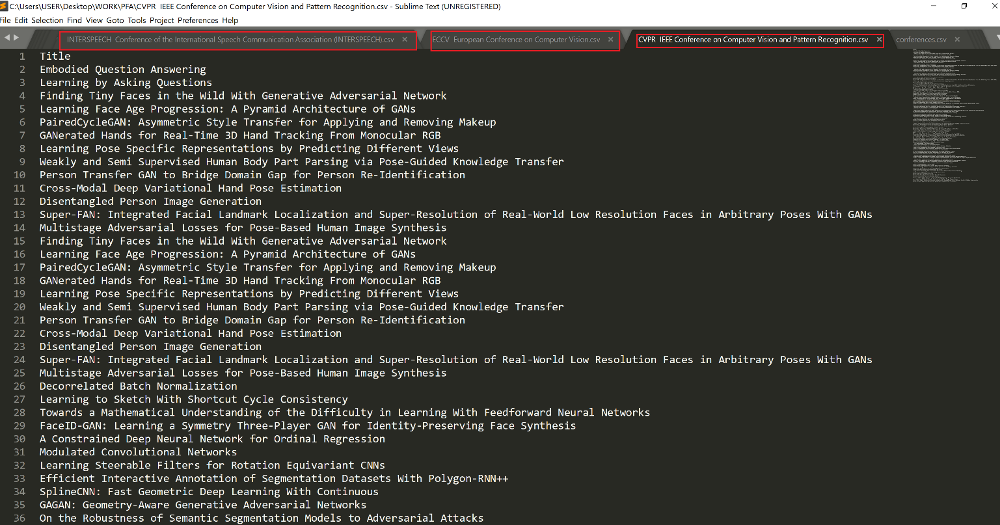 C:\Users\USER\Desktop\WORK\PFA\CVPR  IEEE Conference on Computer Vision and Pattern Recognition.csv - Sublime Text (UNREGISTERED)
File Edit Selection Find View Goto Tools Project Preferences Help
INTERSPEECH  Conference of the International Speech Communication Association (INTERSPEECH).csv
ECCV  European Conference on Computer Vision.csv
CVPR  IEEE Conference on Computer Vision and Pattern Recognition.csv
conferences.csv
1 Title
2 Embodied Question Answering
3 Learning by Asking Questions
4 Finding Tiny Faces in the Wild With Generative Adversarial Network
5 Learning Face Age Progression: A Pyramid Architecture of GANs
6 PairedCycleGAN: Asymmetric Style Transfer for Applying and Removing Makeup
7 GANerated Hands for Real-Time 3D Hand Tracking From Monocular RGB
8 Learning Pose Specific Representations by Predicting Different Views
9 Weakly and Semi Supervised Human Body Part Parsing via Pose-Guided Knowledge Transfer
10 Person Transfer GAN to Bridge Domain Gap for Person Re-Identification
11 Cross-Modal Deep Variational Hand Pose Estimation
12 Disentangled Person Image Generation
13 Super-FAN: Integrated Facial Landmark Localization and Super-Resolution of Real-World Low Resolution Faces in Arbitrary Poses With GANs
14 Multistage Adversarial Losses for Pose-Based Human Image Synthesis
15 Finding Tiny Faces in the Wild With Generative Adversarial Network
16 Learning Face Age Progression: A Pyramid Architecture of GANs
17 PairedCycleGAN: Asymmetric Style Transfer for Applying and Removing Makeup
18 GANerated Hands for Real-Time 3D Hand Tracking From Monocular RGB
19 Learning Pose Specific Representations by Predicting Different Views
20 Weakly and Semi Supervised Human Body Part Parsing via Pose-Guided Knowledge Transfer
21 Person Transfer GAN to Bridge Domain Gap for Person Re-Identification
22 Cross-Modal Deep Variational Hand Pose Estimation
23 Disentangled Person Image Generation
24 Super-FAN: Integrated Facial Landmark Localization and Super-Resolution of Real-World Low Resolution Faces in Arbitrary Poses With GANs
25 Multistage Adversarial Losses for Pose-Based Human Image Synthesis
26 Decorrelated Batch Normalization
27 Learning to Sketch With Shortcut Cycle Consistency
28 Towards a Mathematical Understanding of the Difficulty in Learning With Feedforward Neural Networks
29 FaceID-GAN: Learning a Symmetry Three-Player GAN for Identity-Preserving Face Synthesis
30 A Constrained Deep Neural Network for Ordinal Regression
31 Modulated Convolutional Networks
32 Learning Steerable Filters for Rotation Equivariant CNNs
33 Efficient Interactive Annotation of Segmentation Datasets With Polygon-RNN++
34 SplineCNN: Fast Geometric Deep Learning With Continuous
35 GAGAN: Geometry-Aware Generative Adversarial Networks
36 On the Robustness of Semantic Segmentation Models to Adversarial Attacks